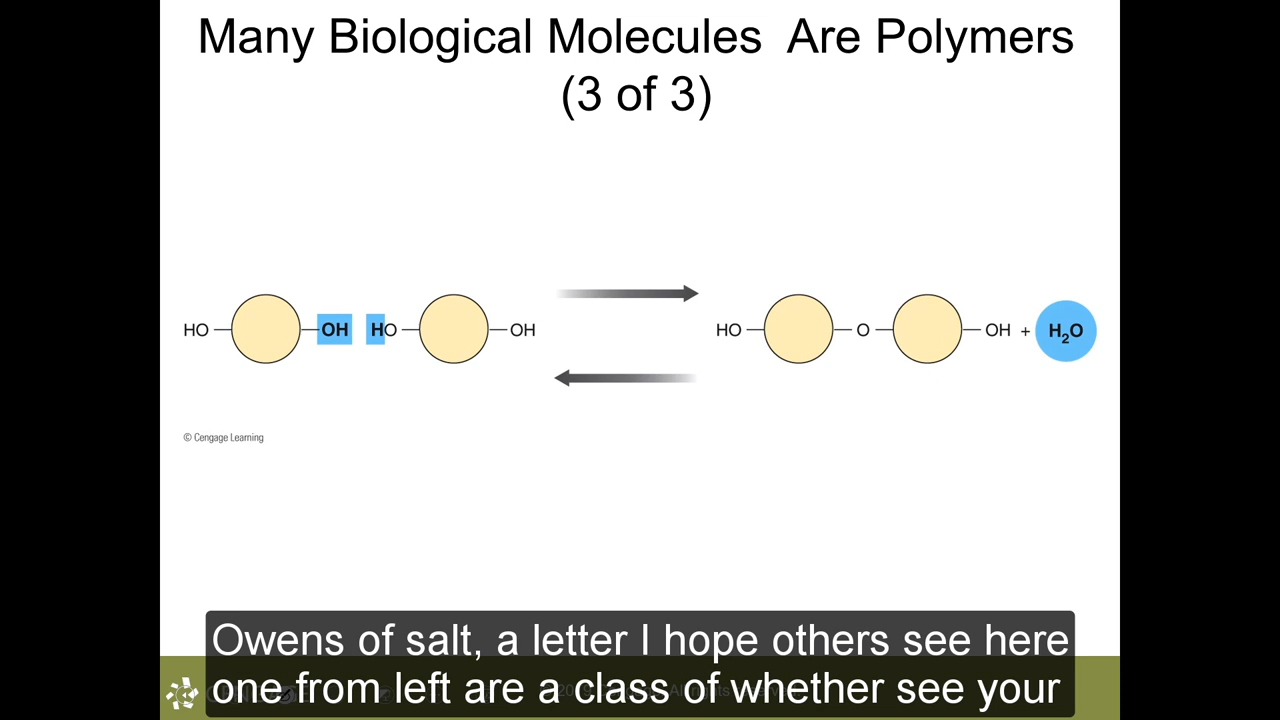 Many Biological Molecules Are Polymers
(3 of 3)
HO OH HO OH HO O OH + H₂O
© Cengage Learning
Owens of salt, a letter I hope others see here
one from left are a class of whether see your